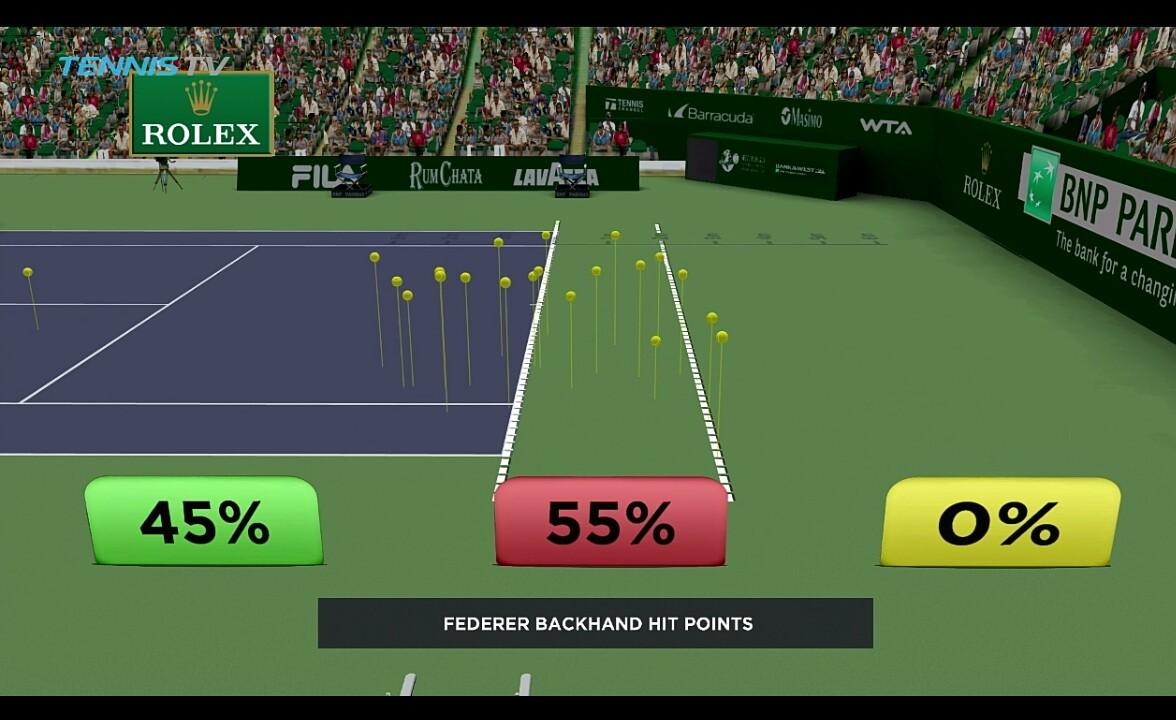 TENNIS TV
ROLEX
TENNIS
CHANNEL
Barracuda
MASIMO
WTA
FILA
RUMCHATA
LAVAZZA
ROLEX
BNP PAR
The bank for a changi
45%
55%
0%
FEDERER BACKHAND HIT POINTS